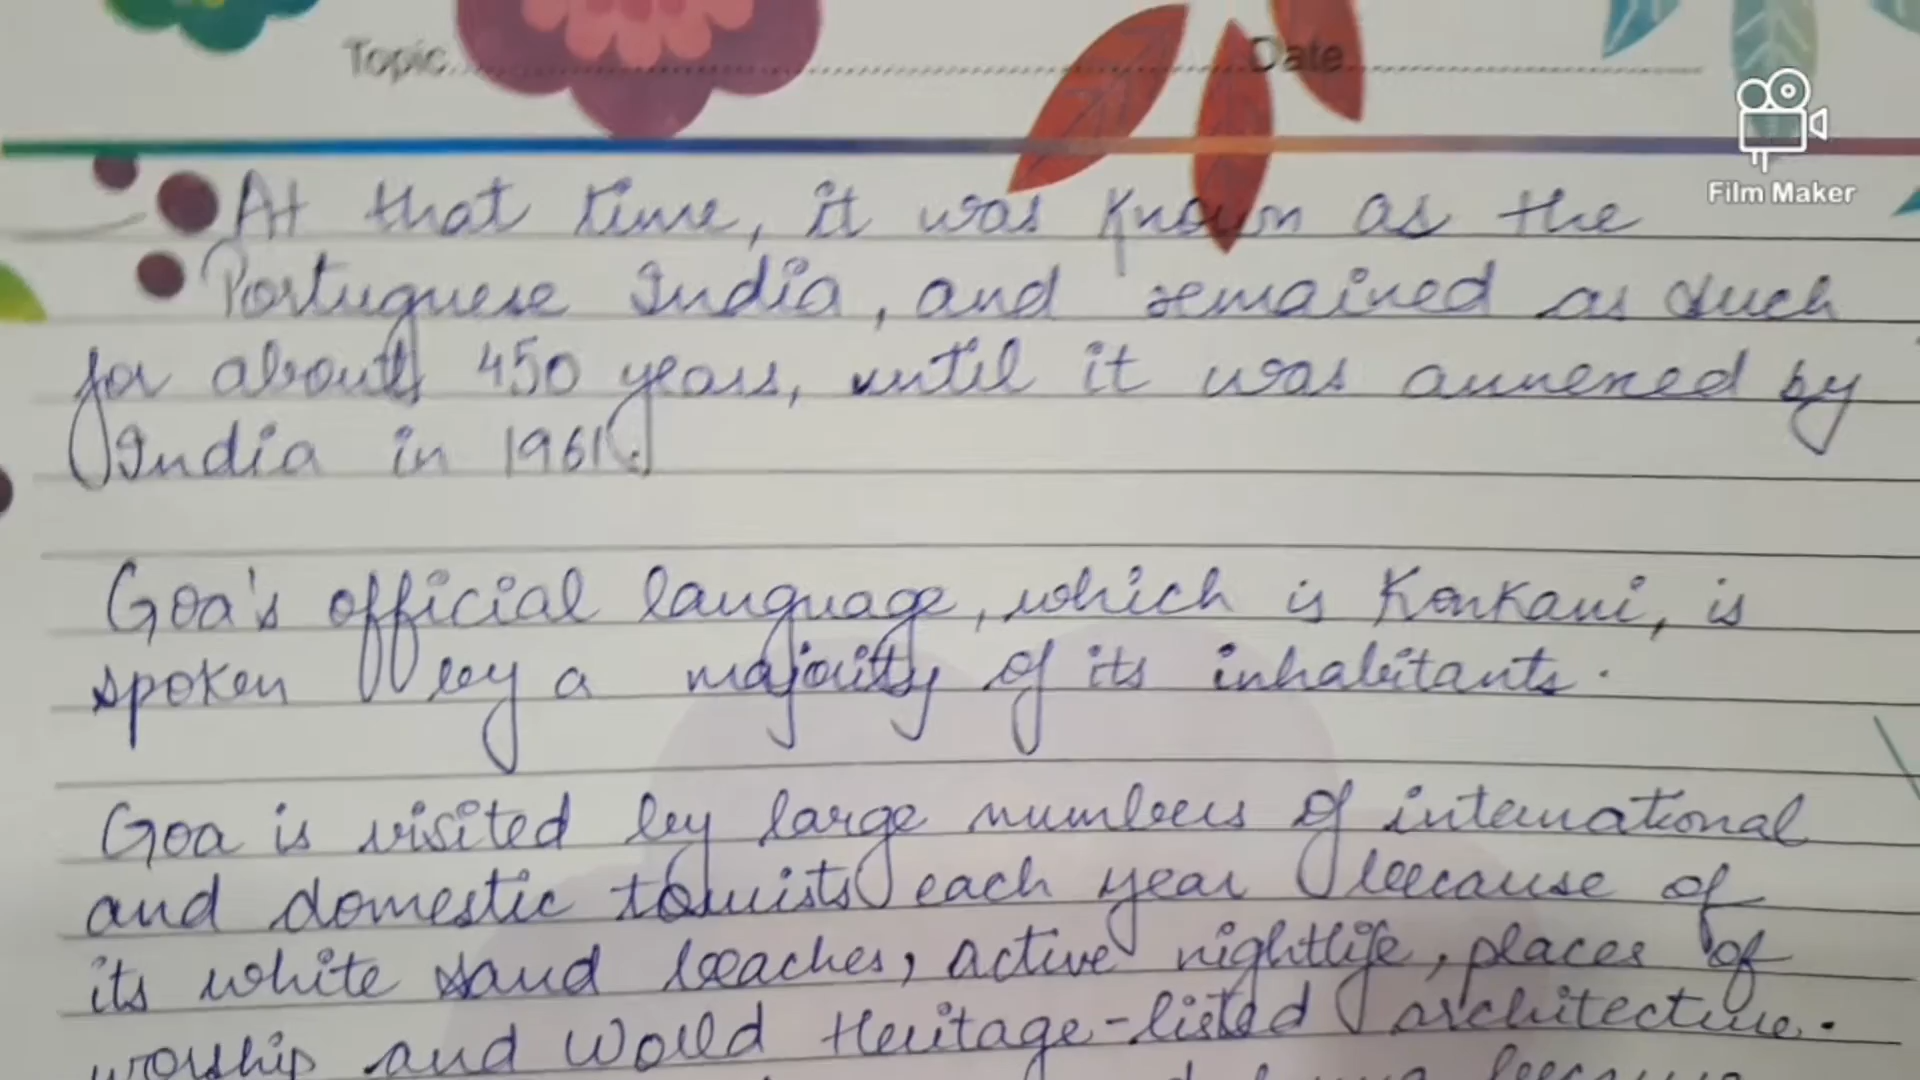 Topic Date
Film Maker
At that time, it was known as the
Portuguese India, and remained as such
for about 450 years, until it was annexed by
India in 1961.
Goa's official language, which is Konkani, is
spoken by a majority of its inhabitants.
Goa is visited by large numbers of international
and domestic tourists each year because of
its white sand beaches, active nightlife, places of
worship and World Heritage-listed architecture.
because